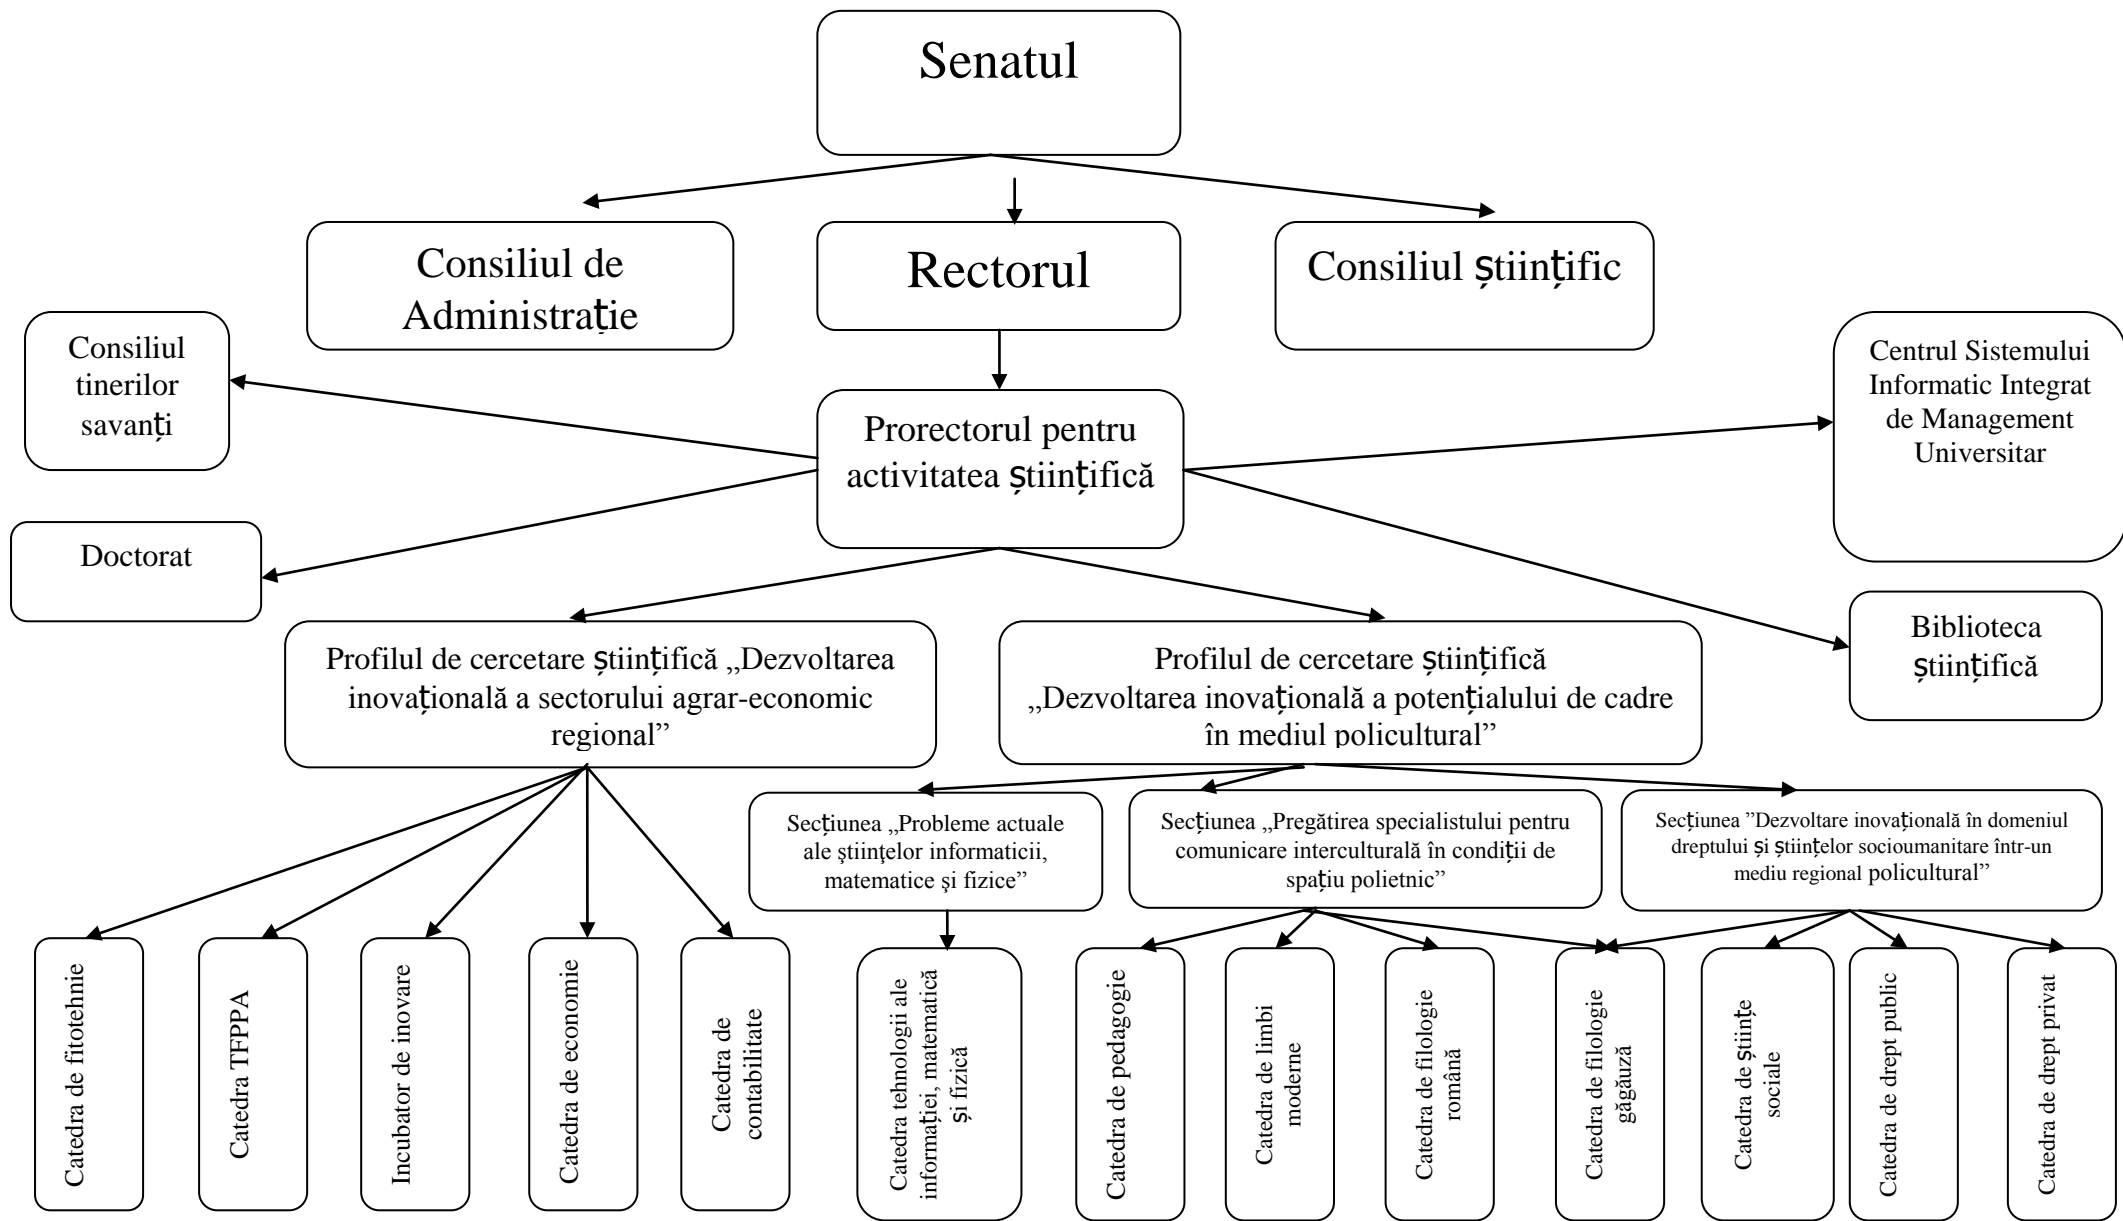 Senatul
Consiliul de
Administrație
Rectorul
Consiliul științific
Consiliul
tinerilor
savanți
Prorectorul pentru
activitatea științifică
Centrul Sistemului
Informatic Integrat
de Management
Universitar
Doctorat
Biblioteca
științifică
Profilul de cercetare științifică „Dezvoltarea
inovațională a sectorului agrar-economic
regional”
Profilul de cercetare științifică
„Dezvoltarea inovațională a potențialului de cadre
în mediul policultural”
Secțiunea „Probleme actuale
ale ştiinţelor informaticii,
matematice şi fizice”
Secțiunea „Pregătirea specialistului pentru
comunicare interculturală în condiții de
spațiu polietnic”
Secțiunea ”Dezvoltare inovațională în domeniul
dreptului și științelor socioumanitare într-un
mediu regional policultural”
Catedra de fitotehnie
Catedra TFPPA
Incubator de inovare
Catedra de economie
Catedra de
contabilitate
Catedra tehnologii ale
informației, matematică
și fizică
Catedra de pedagogie
Catedra de limbi
moderne
Catedra de filologie
română
Catedra de filologie
găgăuză
Catedra de științe
sociale
Catedra de drept public
Catedra de drept privat